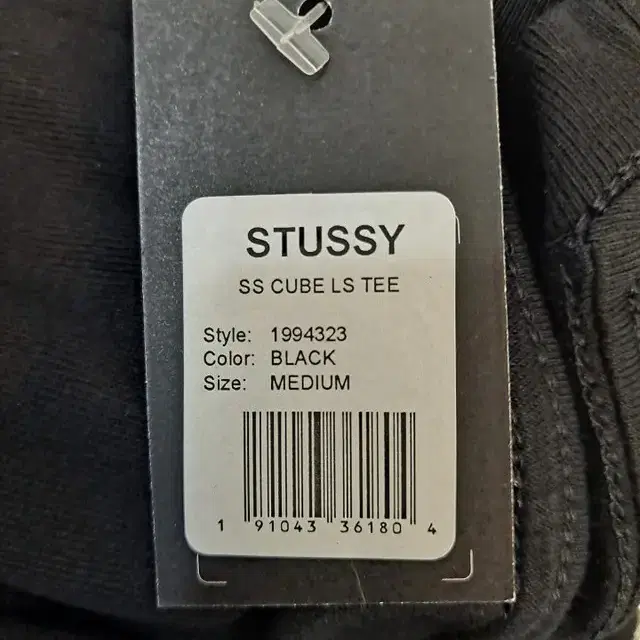 STUSSY
SS CUBE LS TEE
Style: 1994323
Color: BLACK
Size: MEDIUM
1 91043 36180 4